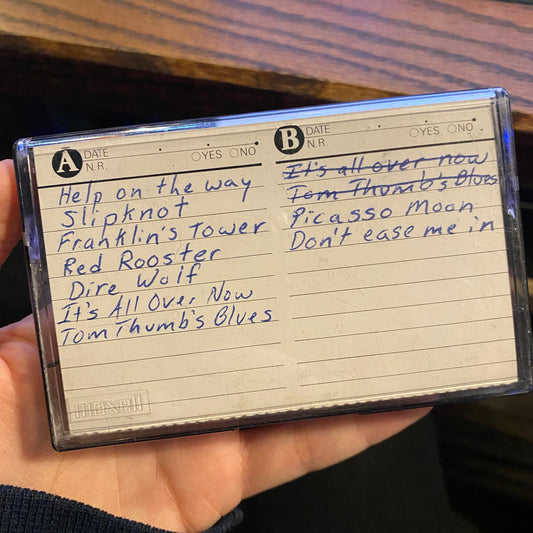 A DATE
N.R. YES NO
Help on the way
Slipknot
Franklin's Tower
Red Rooster
Dire Wolf
It's All Over Now
Tom Thumb's Blues
maxell
B DATE
N.R. YES NO
It's all over now
Tom Thumb's Blues
Picasso Moon
Don't ease me in